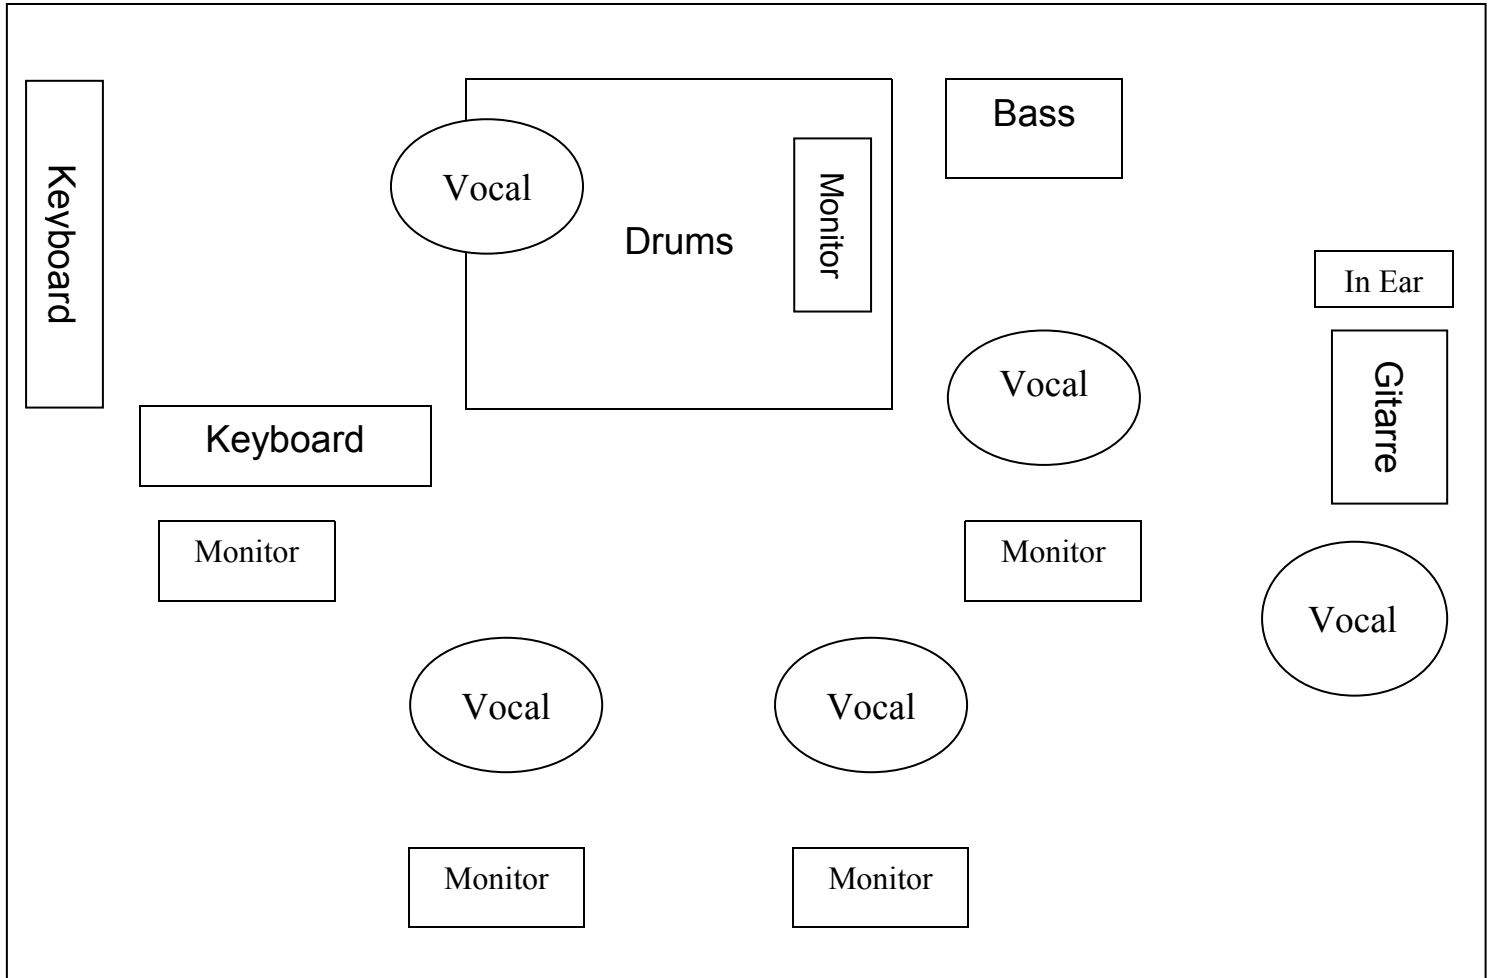 Bass
Keyboard
Vocal
Monitor
Drums
In Ear
Vocal
Gitarre
Keyboard
Monitor
Monitor
Vocal
Vocal
Vocal
Monitor
Monitor